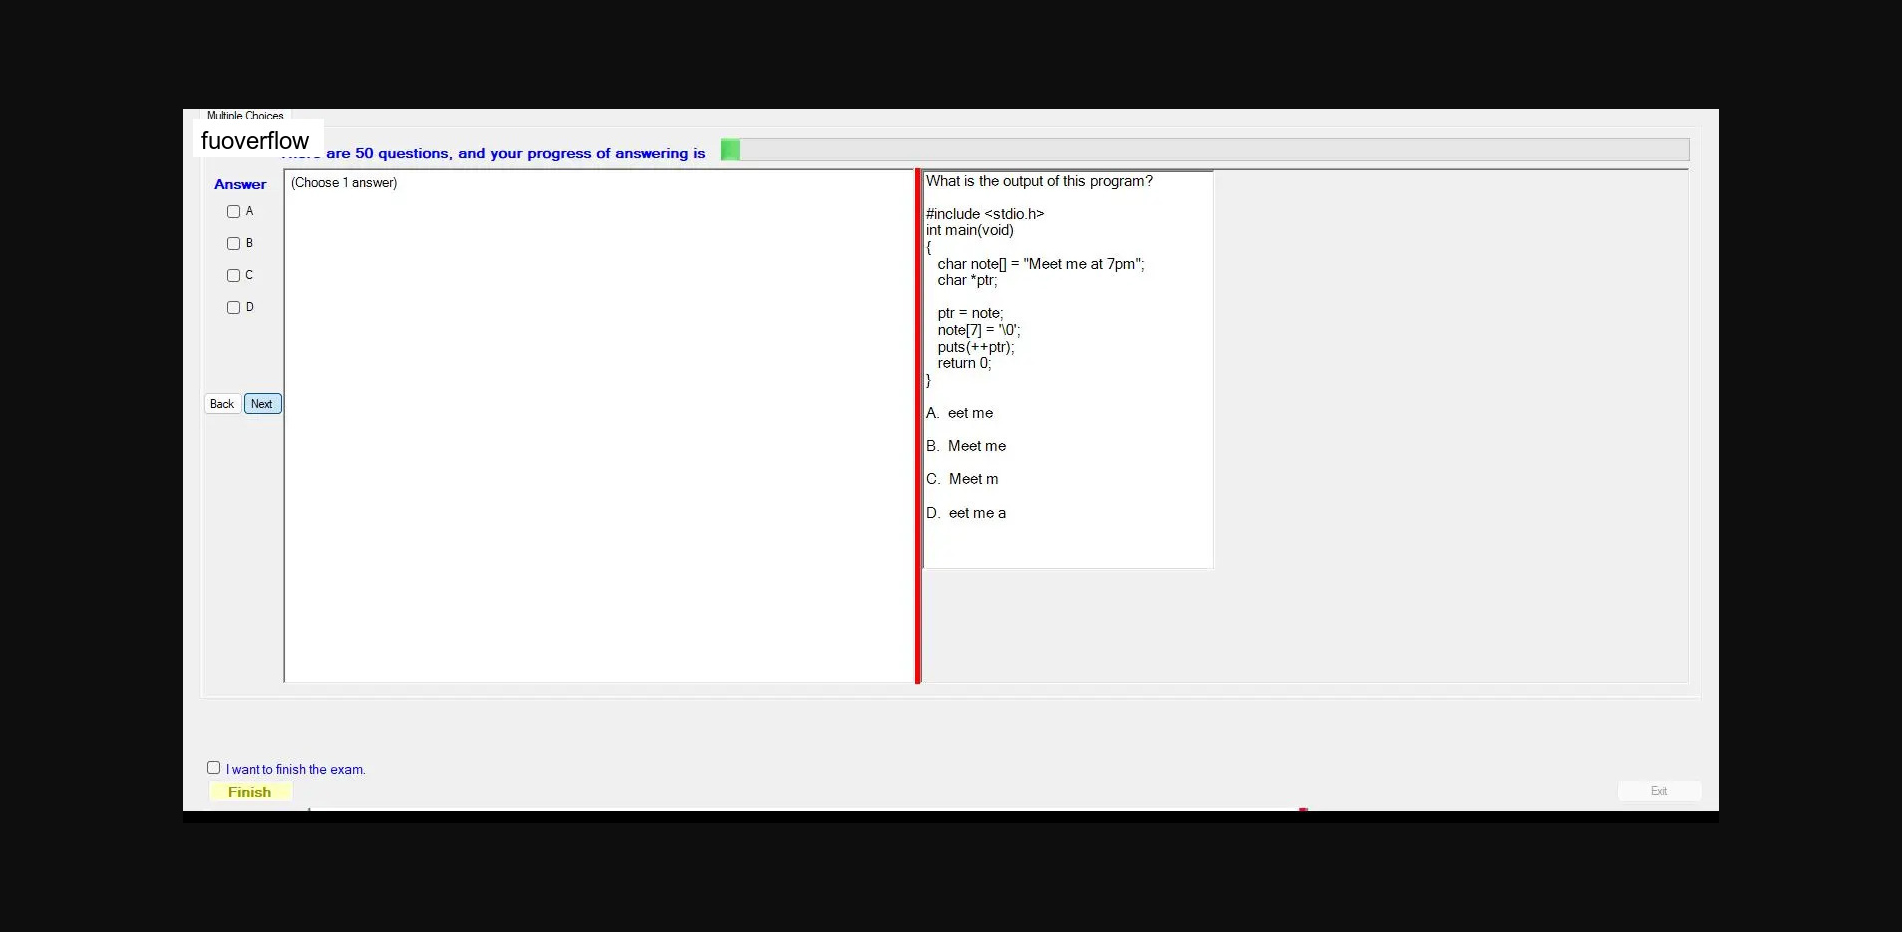 Multiple Choices
fuoverflow
are 50 questions, and your progress of answering is
Answer
(Choose 1 answer)
A
B
C
D
Back Next
What is the output of this program?
#include <stdio.h>
int main(void)
{
char note[] = "Meet me at 7pm";
char *ptr;
ptr = note;
note[7] = '\0';
puts(++ptr);
return 0;
}
A. eet me
B. Meet me
C. Meet m
D. eet me a
I want to finish the exam.
Finish
Exit